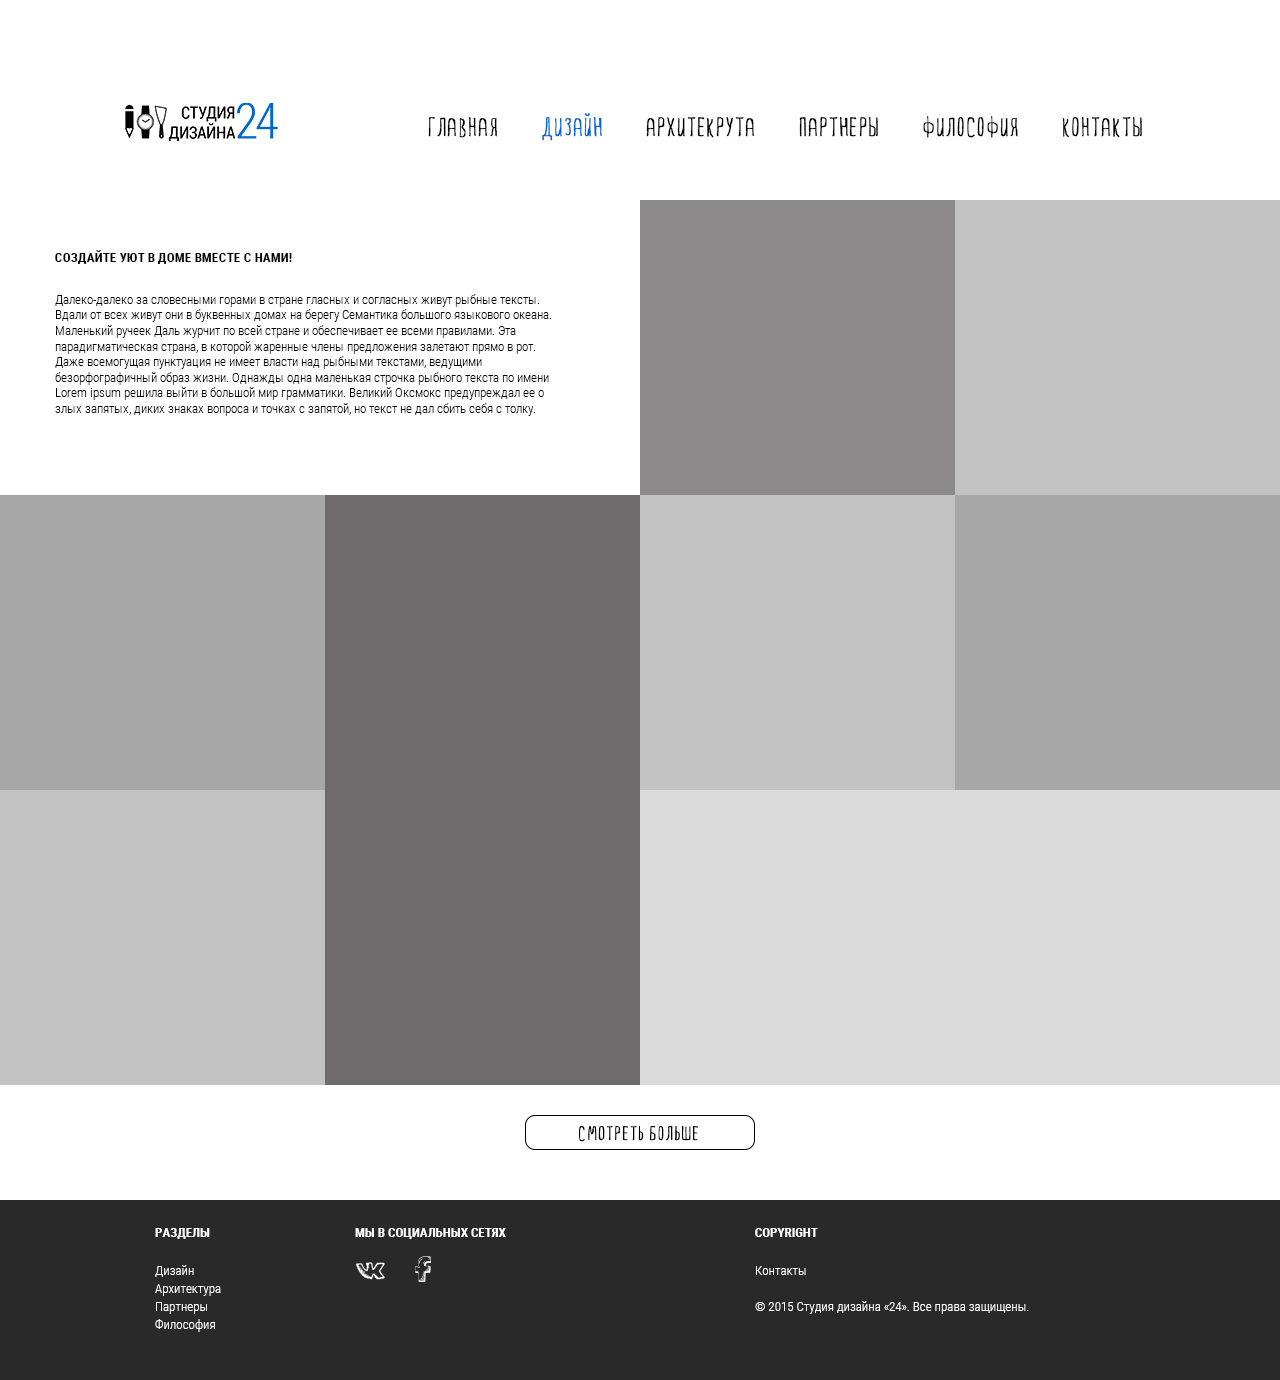 СТУДИЯ
ДИЗАЙНА 24
ГЛАВНАЯ ДИЗАЙН АРХИТЕКРУТА ПАРТНЕРЫ ФИЛОСОФИЯ КОНТАКТЫ
СОЗДАЙТЕ УЮТ В ДОМЕ ВМЕСТЕ С НАМИ!
Далеко-далеко за словесными горами в стране гласных и согласных живут рыбные тексты.
Вдали от всех живут они в буквенных домах на берегу Семантика большого языкового океана.
Маленький ручеек Даль журчит по всей стране и обеспечивает ее всеми правилами. Эта
парадигматическая страна, в которой жаренные члены предложения залетают прямо в рот.
Даже всемогущая пунктуация не имеет власти над рыбными текстами, ведущими
безорфографичный образ жизни. Однажды одна маленькая строчка рыбного текста по имени
Lorem ipsum решила выйти в большой мир грамматики. Великий Оксмокс предупреждал ее о
злых запятых, диких знаках вопроса и точках с запятой, но текст не дал сбить себя с толку.
СМОТРЕТЬ БОЛЬШЕ
РАЗДЕЛЫ
Дизайн
Архитектура
Партнеры
Философия
МЫ В СОЦИАЛЬНЫХ СЕТЯХ
COPYRIGHT
Контакты
© 2015 Студия дизайна «24». Все права защищены.